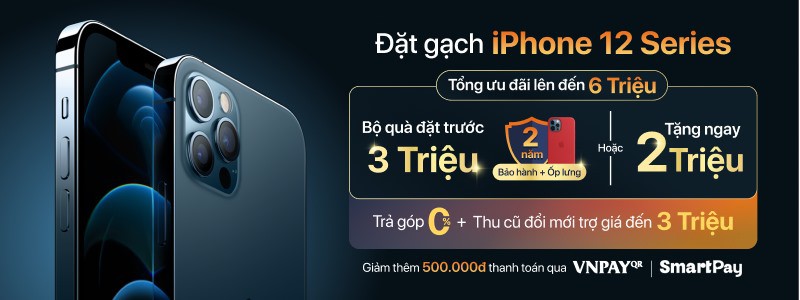 Đặt gạch iPhone 12 Series
Tổng ưu đãi lên đến 6 Triệu
Bộ quà đặt trước
3 Triệu
2
năm
Bảo hành + Ốp lưng
Hoặc
Tặng ngay
2 Triệu
Trả góp 0% + Thu cũ đổi mới trợ giá đến 3 Triệu
Giảm thêm 500.000đ thanh toán qua VNPAYQR | SmartPay